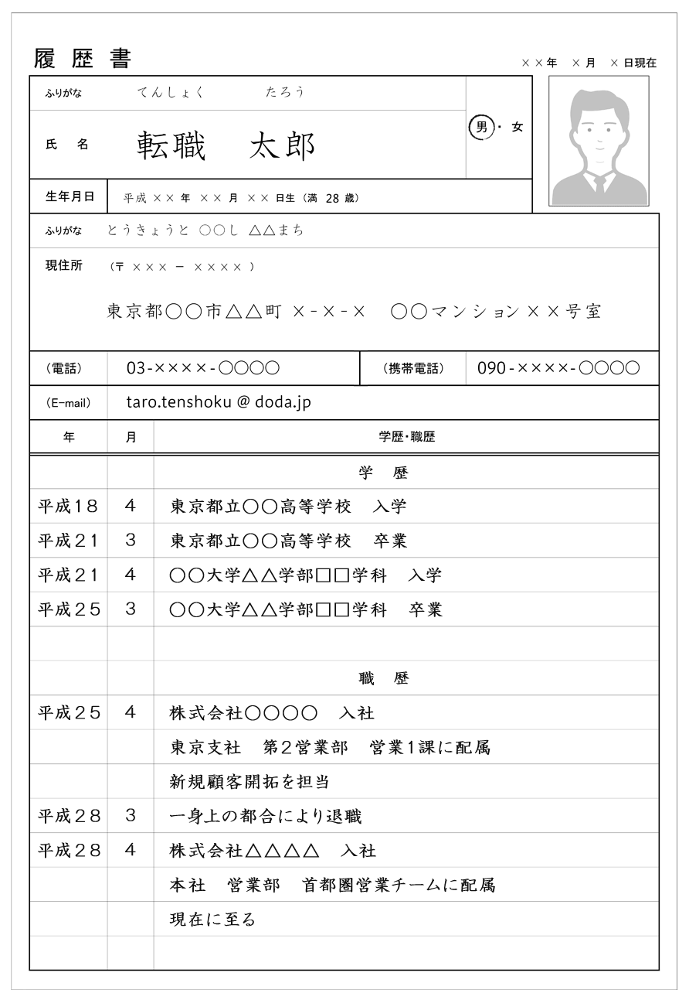 履歴書
××年 ×月 ×日現在
ふりがな てんしょく たろう
氏 名 転職 太郎
男・女
生年月日 平成××年 ××月 ××日生(満 28 歳)
ふりがな とうきょうと ○○し △△まち
現住所 (〒 ××× － ×××× )
東京都○○市△△町 ×-×-× ○○マンション××号室
(電話) 03-××××-○○○○ (携帯電話) 090-××××-○○○○
(E-mail) taro.tenshoku @ doda.jp
年 月 学歴・職歴
学 歴
平成18 4 東京都立○○高等学校 入学
平成21 3 東京都立○○高等学校 卒業
平成21 4 ○○大学△△学部□□学科 入学
平成25 3 ○○大学△△学部□□学科 卒業
職 歴
平成25 4 株式会社○○○○ 入社
東京支社 第2営業部 営業1課に配属
新規顧客開拓を担当
平成28 3 一身上の都合により退職
平成28 4 株式会社△△△△ 入社
本社 営業部 首都圏営業チームに配属
現在に至る